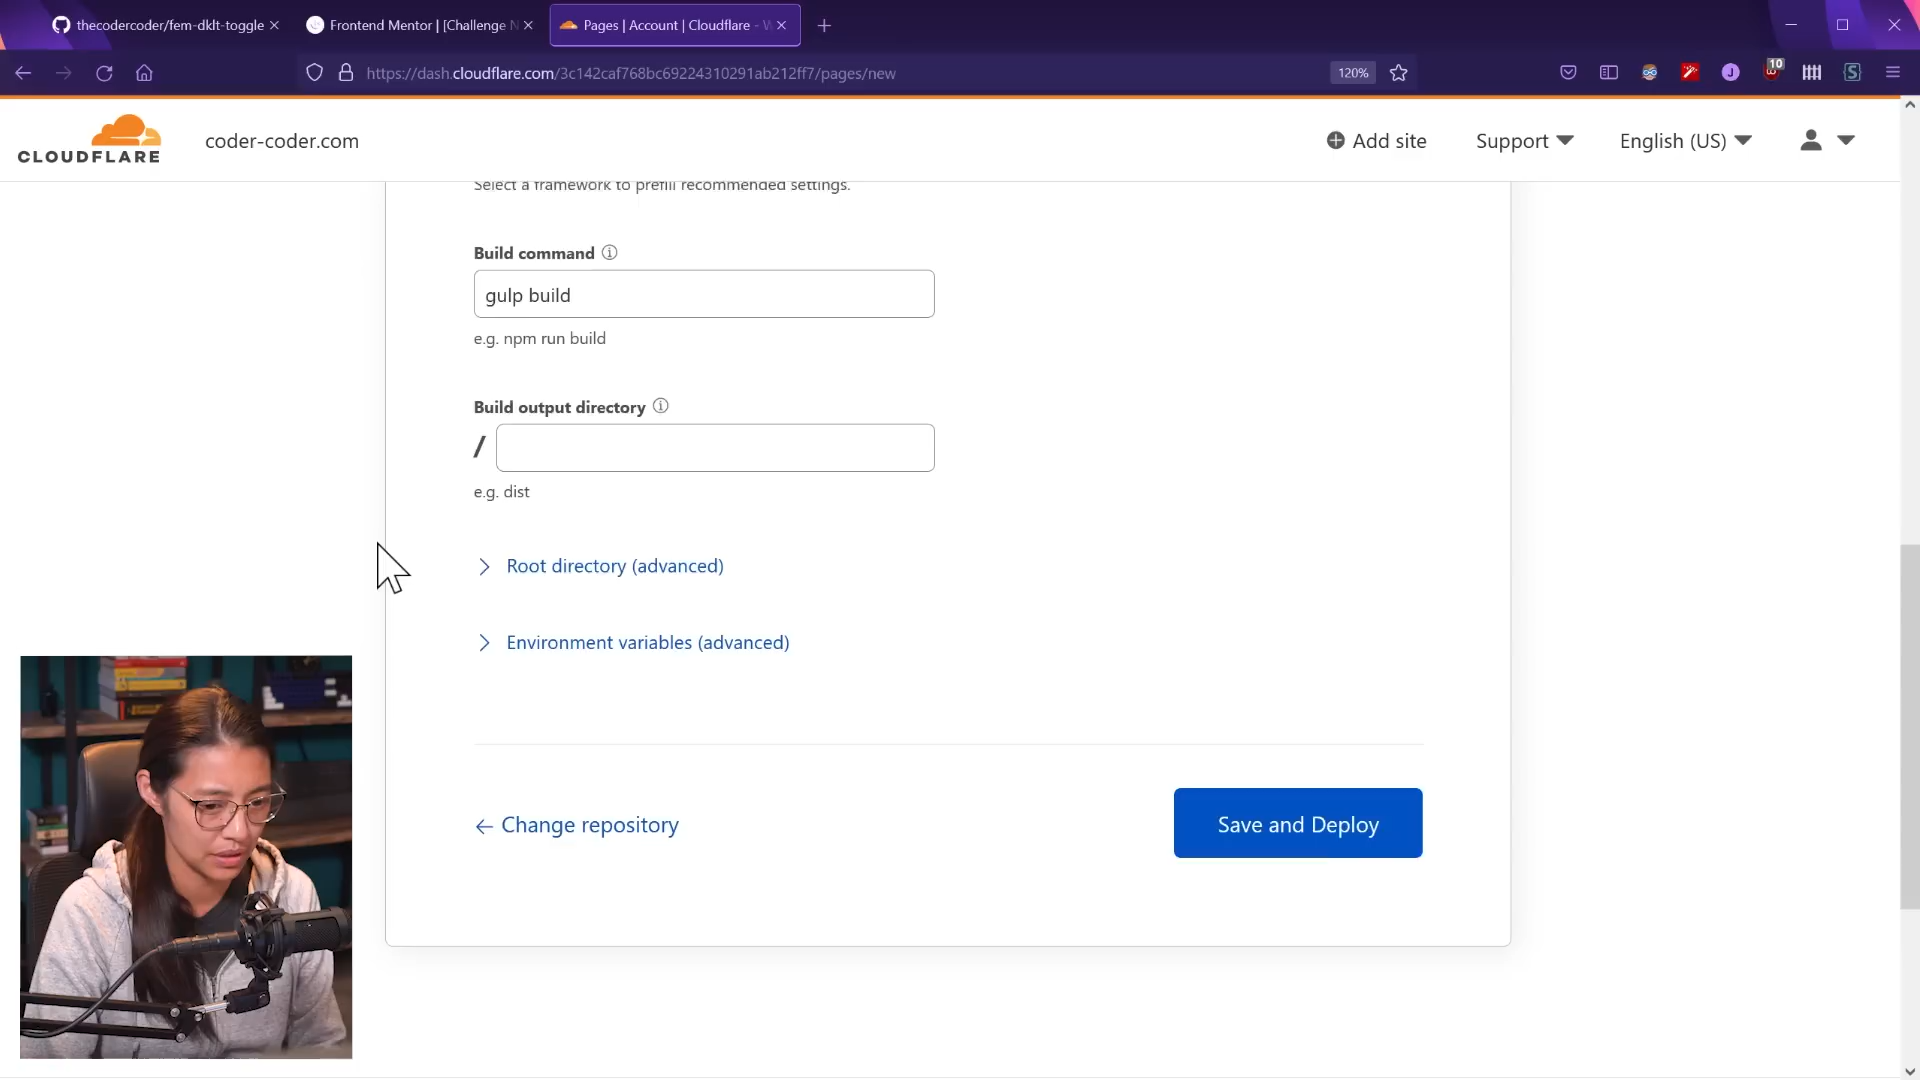 thecodercoder/fem-dklt-toggle
Frontend Mentor | [Challenge N
Pages | Account | Cloudflare - W
https://dash.cloudflare.com/3c142caf768bc69224310291ab212ff7/pages/new
120%
J
10
S
CLOUDFLARE
coder-coder.com
Add site
Support
English (US)
Select a framework to prefill recommended settings.
Build command
gulp build
e.g. npm run build
Build output directory
/
e.g. dist
Root directory (advanced)
Environment variables (advanced)
← Change repository
Save and Deploy